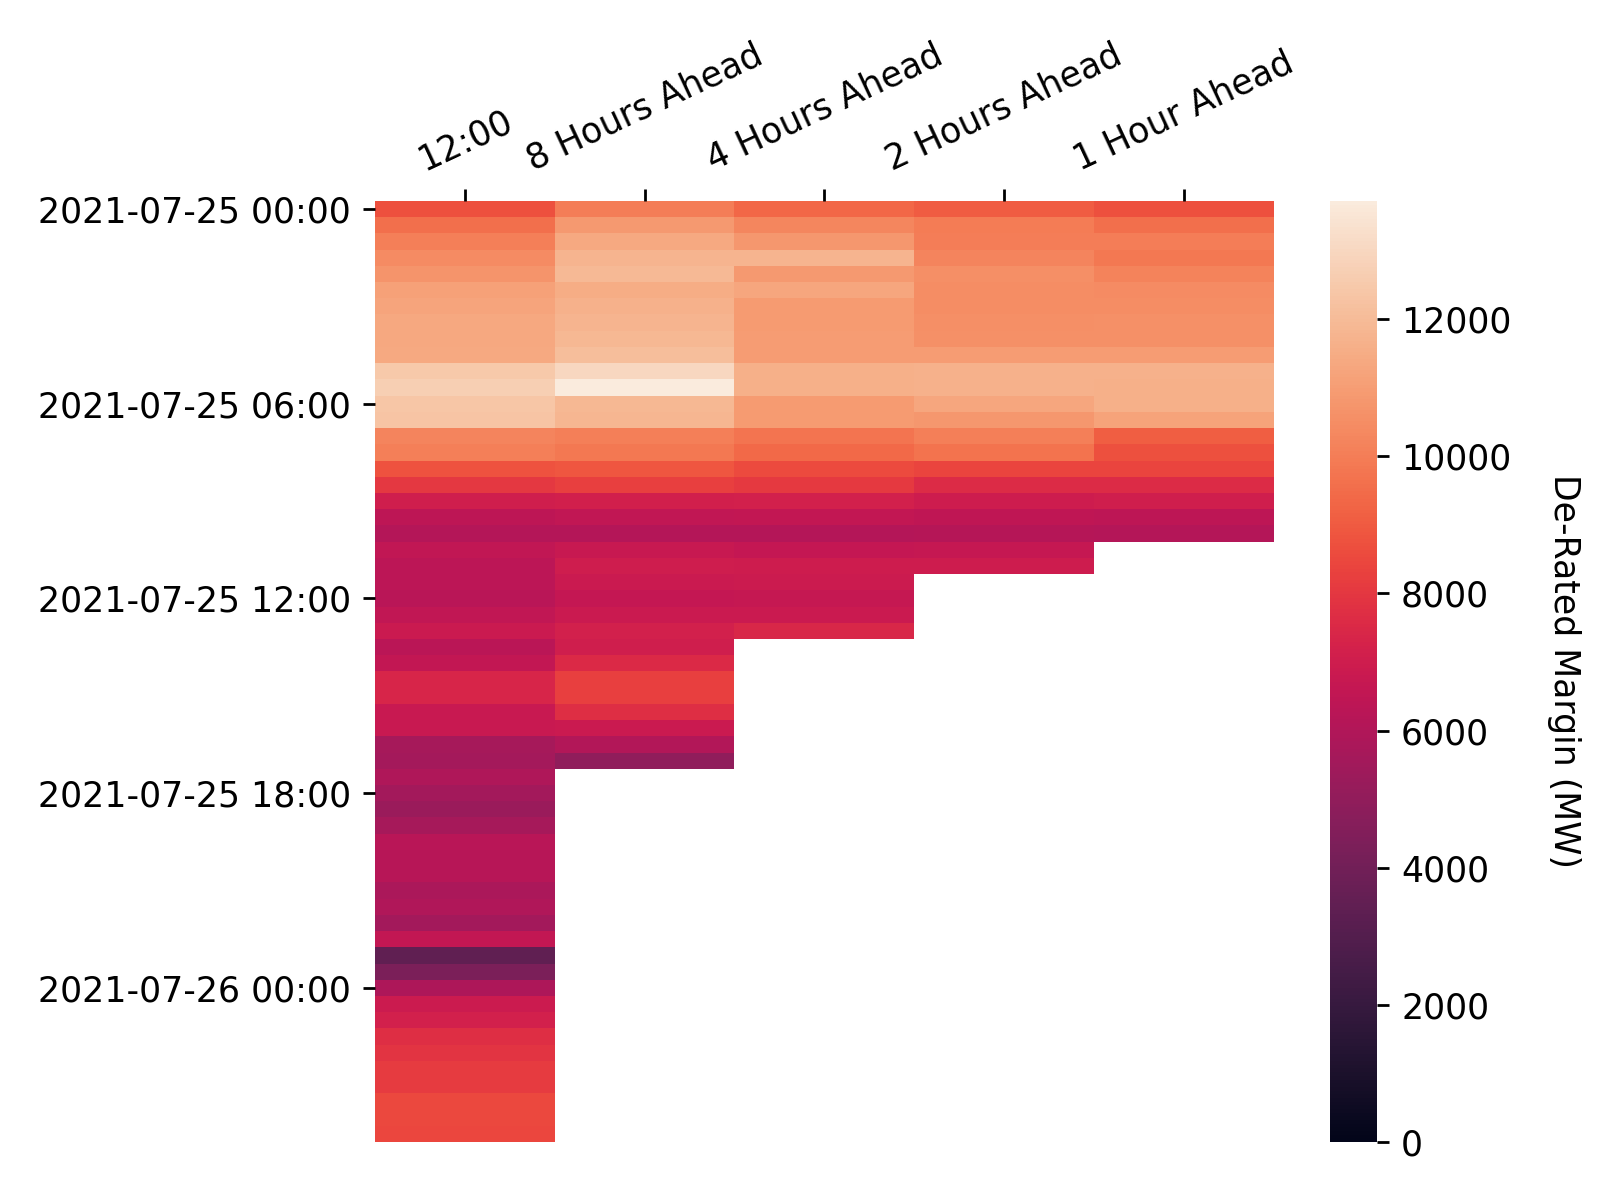 12:00
8 Hours Ahead
4 Hours Ahead
2 Hours Ahead
1 Hour Ahead
2021-07-25 00:00
2021-07-25 06:00
2021-07-25 12:00
2021-07-25 18:00
2021-07-26 00:00
12000
10000
8000
6000
4000
2000
0
De-Rated Margin (MW)